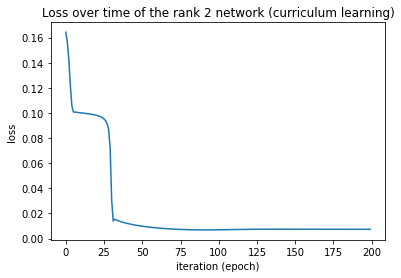 Loss over time of the rank 2 network (curriculum learning)
0.16
0.14
0.12
0.10
0.08
0.06
0.04
0.02
0.00
loss
0 25 50 75 100 125 150 175 200
iteration (epoch)